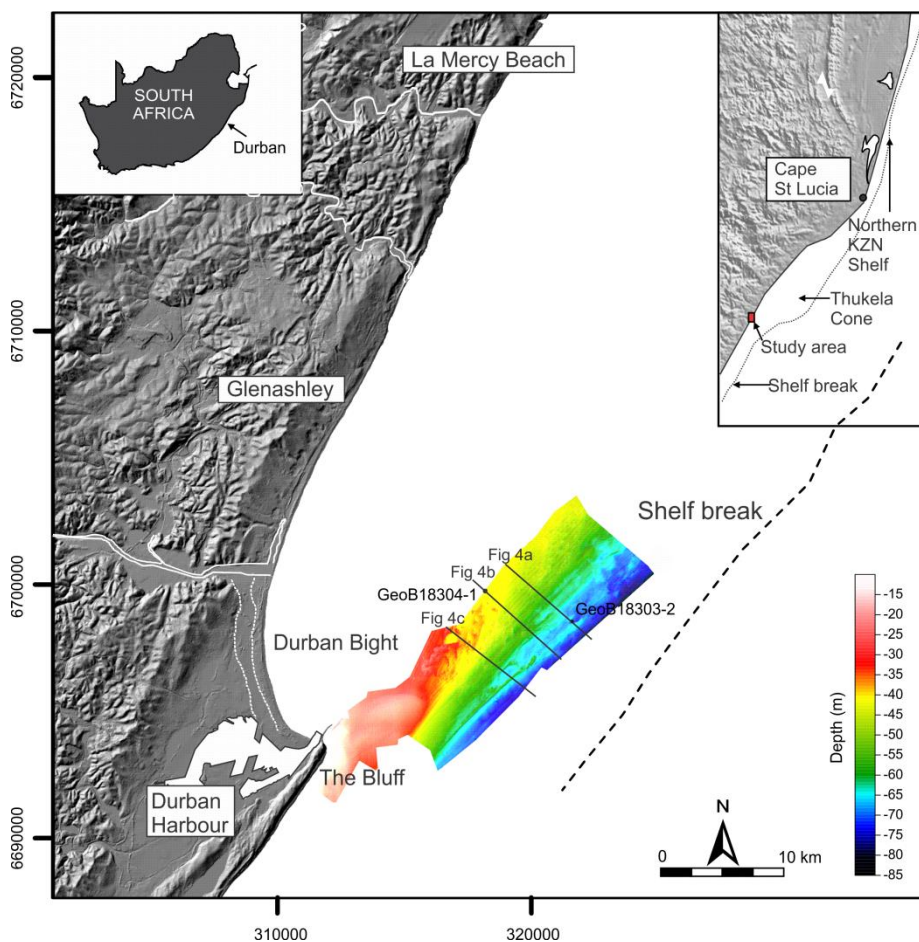 SOUTH
AFRICA
Durban
La Mercy Beach
Cape
St Lucia
Northern
KZN
Shelf
Thukela
Cone
Study area
Shelf break
Glenashley
Shelf break
Fig 4a
Fig 4b
GeoB18304-1
GeoB18303-2
Fig 4c
Durban Bight
The Bluff
Durban
Harbour
N
0 10 km
Depth (m)
-15
-20
-25
-30
-35
-40
-45
-50
-55
-60
-65
-70
-75
-80
-85
6720000
6710000
6700000
6690000
310000 320000